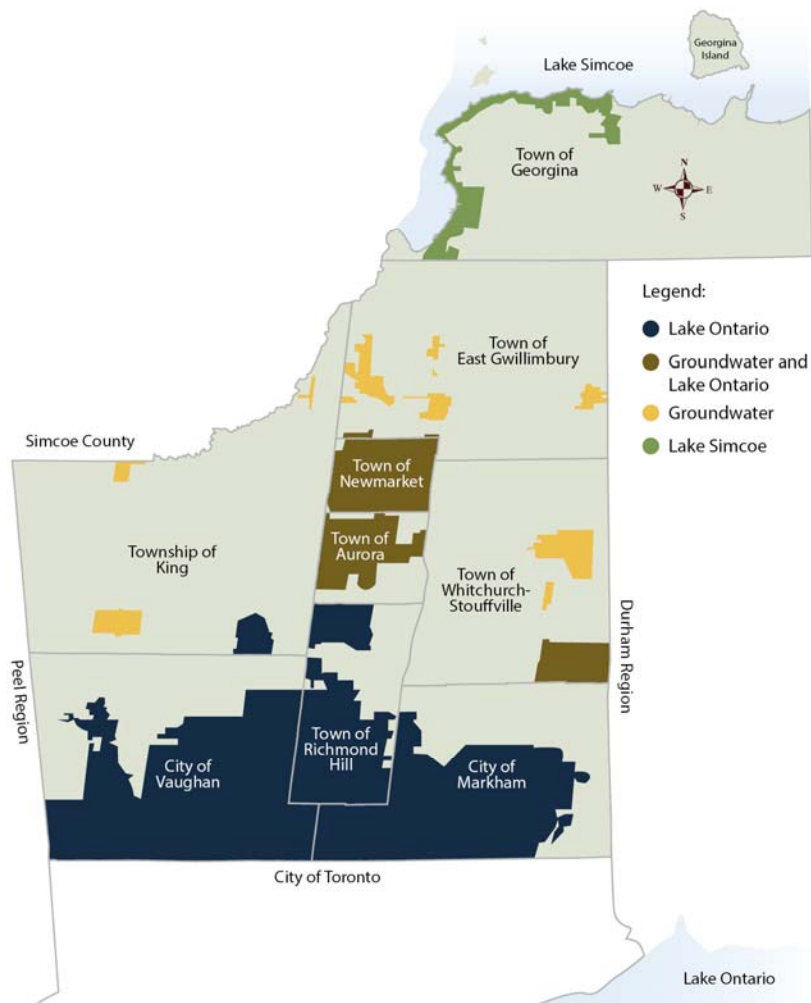 Georgina
Island
Lake Simcoe
Town of
Georgina
N
W
E
S
Legend:
Lake Ontario
Groundwater and
Lake Ontario
Groundwater
Lake Simcoe
Town of
East Gwillimbury
Simcoe County
Town of
Newmarket
Township of
King
Town of
Aurora
Town of
Whitchurch-
Stouffville
Peel Region
Durham Region
City of
Vaughan
Town of
Richmond
Hill
City of
Markham
City of Toronto
Lake Ontario